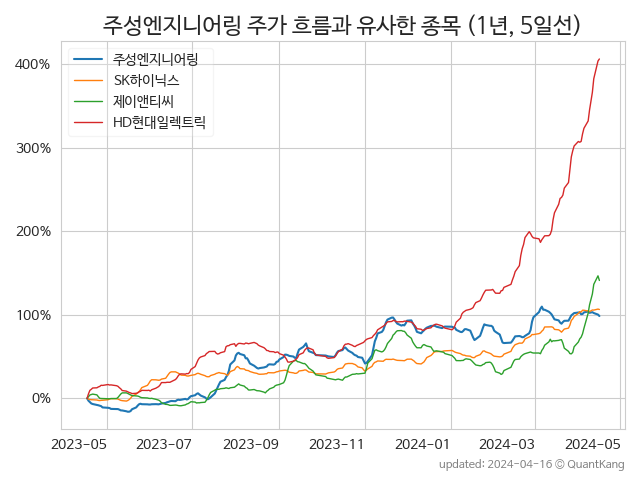 주성엔지니어링 주가 흐름과 유사한 종목 (1년, 5일선)
주성엔지니어링
SK하이닉스
제이앤티씨
HD현대일렉트릭
400%
300%
200%
100%
0%
2023-05 2023-07 2023-09 2023-11 2024-01 2024-03 2024-05
updated: 2024-04-16 © QuantKang